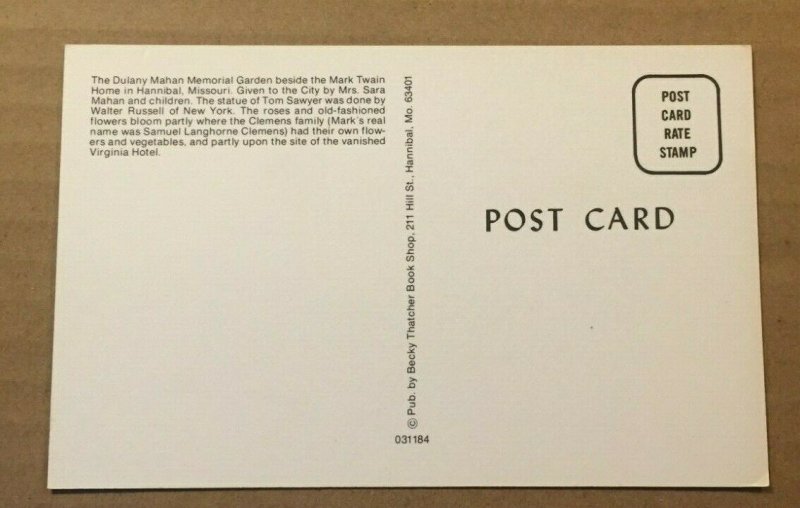 The Dulany Mahan Memorial Garden beside the Mark Twain
Home in Hannibal, Missouri. Given to the City by Mrs. Sara
Mahan and children. The statue of Tom Sawyer was done by
Walter Russell of New York. The roses and old-fashioned
flowers bloom partly where the Clemens family (Mark's real
name was Samuel Langhorne Clemens) had their own flow-
ers and vegetables, and partly upon the site of the vanished
Virginia Hotel.
© Pub. by Becky Thatcher Book Shop, 211 Hill St., Hannibal, Mo. 63401
031184
POST
CARD
RATE
STAMP
POST CARD